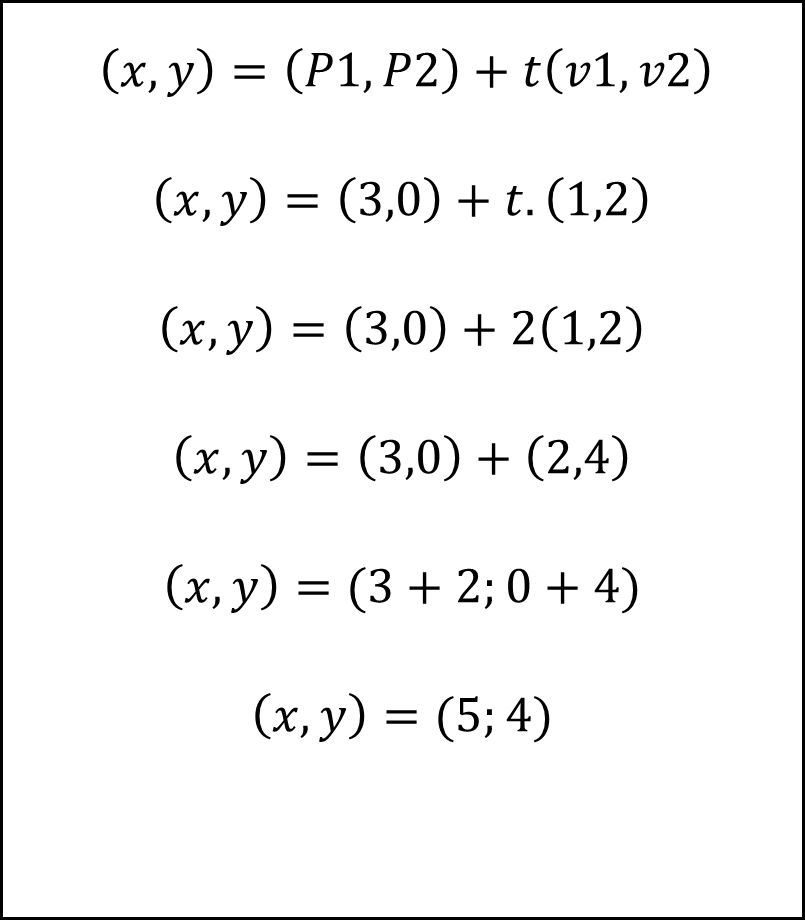 (x, y) = (P1, P2) + t(v1, v2)
(x, y) = (3,0) + t. (1,2)
(x, y) = (3,0) + 2(1,2)
(x, y) = (3,0) + (2,4)
(x, y) = (3 + 2; 0 + 4)
(x, y) = (5; 4)